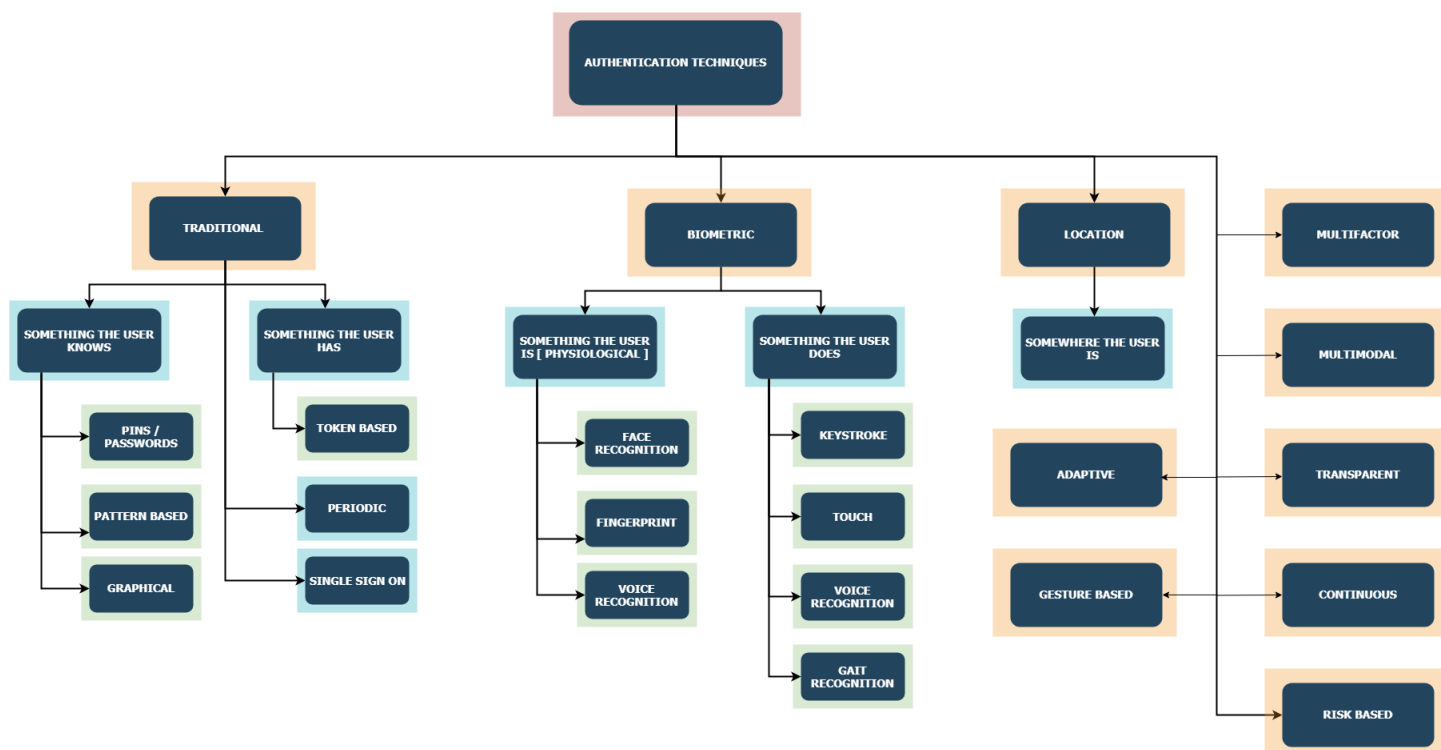 AUTHENTICATION TECHNIQUES
TRADITIONAL
BIOMETRIC
LOCATION
MULTIFACTOR
SOMETHING THE USER
KNOWS
SOMETHING THE USER
HAS
SOMETHING THE USER
IS [ PHYSIOLOGICAL ]
SOMETHING THE USER
DOES
SOMEWHERE THE USER
IS
MULTIMODAL
PINS /
PASSWORDS
TOKEN BASED
FACE
RECOGNITION
KEYSTROKE
ADAPTIVE
TRANSPARENT
PATTERN BASED
PERIODIC
FINGERPRINT
TOUCH
GRAPHICAL
SINGLE SIGN ON
VOICE
RECOGNITION
VOICE
RECOGNITION
GESTURE BASED
CONTINUOUS
GAIT
RECOGNITION
RISK BASED